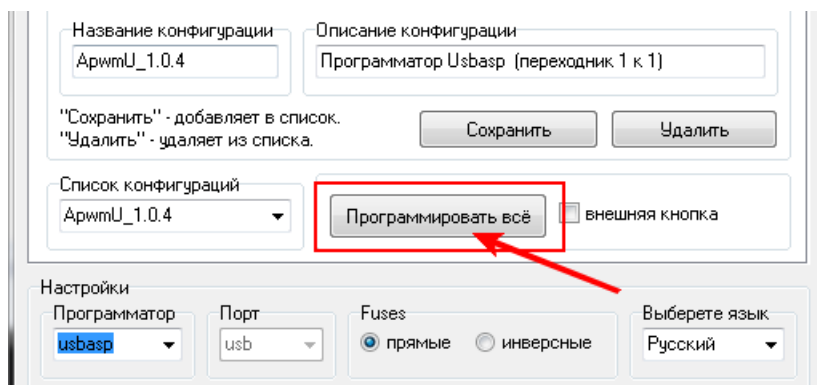 Название конфигурации Описание конфигурации
ApwmU_1.0.4 Программатор Usbasp (переходник 1 к 1)
"Сохранить" - добавляет в список.
"Удалить" - удаляет из списка.
Сохранить Удалить
Список конфигураций
ApwmU_1.0.4 Программировать всё внешняя кнопка
Настройки
Программатор Порт Fuses Выберете язык
usbasp usb прямые инверсные Русский